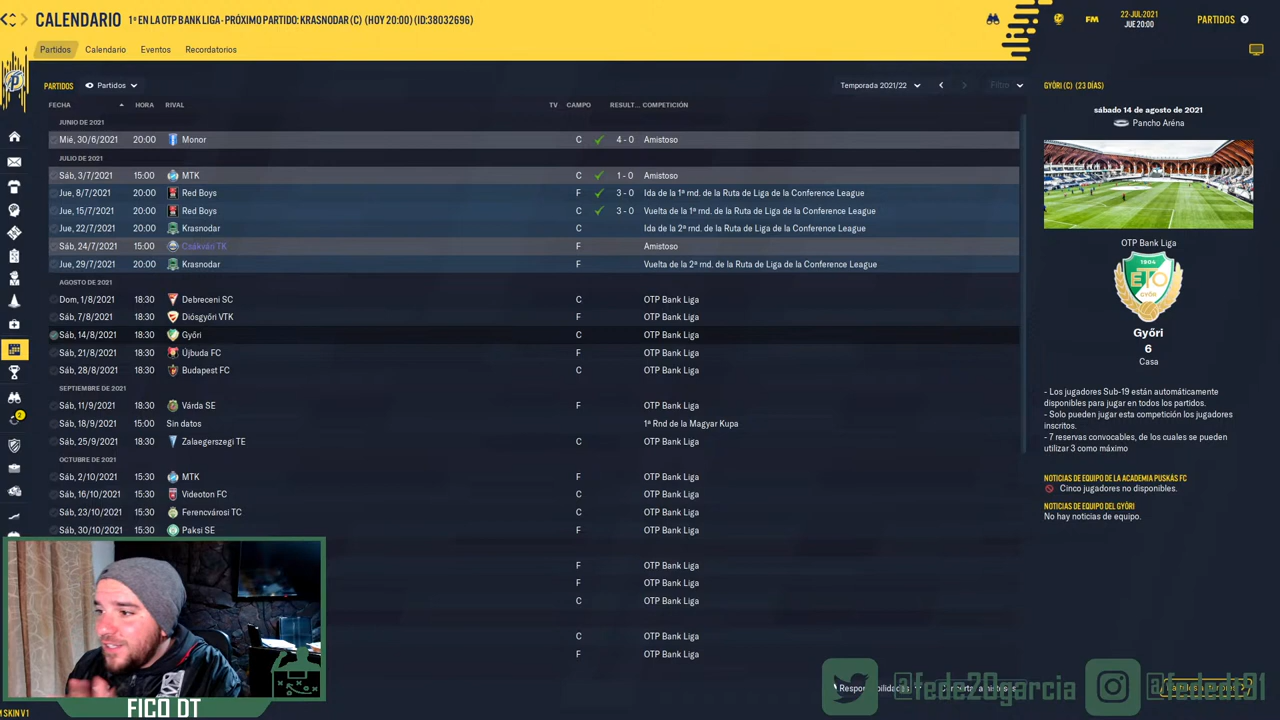 CALENDARIO
1º EN LA OTP BANK LIGA - PRÓXIMO PARTIDO: KRASNODAR (C) (HOY 20:00) (ID:38032696)
FM
22-JUL-2021
JUE 20:00
PARTIDOS
Partidos Calendario Eventos Recordatorios
PARTIDOS Partidos
Temporada 2021/22
Filtro
FECHA HORA RIVAL TV CAMPO RESULT... COMPETICIÓN
JUNIO DE 2021
Mié, 30/6/2021 20:00 Monor C 4 - 0 Amistoso
JULIO DE 2021
Sáb, 3/7/2021 15:00 MTK C 1 - 0 Amistoso
Jue, 8/7/2021 20:00 Red Boys F 3 - 0 Ida de la 1ª rnd. de la Ruta de Liga de la Conference League
Jue, 15/7/2021 20:00 Red Boys C 3 - 0 Vuelta de la 1ª rnd. de la Ruta de Liga de la Conference League
Jue, 22/7/2021 20:00 Krasnodar C Ida de la 2ª rnd. de la Ruta de Liga de la Conference League
Sáb, 24/7/2021 15:00 Csákvári TK F Amistoso
Jue, 29/7/2021 20:00 Krasnodar F Vuelta de la 2ª rnd. de la Ruta de Liga de la Conference League
AGOSTO DE 2021
Dom, 1/8/2021 18:30 Debreceni SC C OTP Bank Liga
Sáb, 7/8/2021 18:30 Diósgyőri VTK F OTP Bank Liga
Sáb, 14/8/2021 18:30 Győri C OTP Bank Liga
Sáb, 21/8/2021 18:30 Újbuda FC F OTP Bank Liga
Sáb, 28/8/2021 18:30 Budapest FC C OTP Bank Liga
SEPTIEMBRE DE 2021
Sáb, 11/9/2021 18:30 Várda SE F OTP Bank Liga
Sáb, 18/9/2021 15:00 Sin datos 1ª Rnd de la Magyar Kupa
Sáb, 25/9/2021 18:30 Zalaegerszegi TE C OTP Bank Liga
OCTUBRE DE 2021
Sáb, 2/10/2021 15:30 MTK F OTP Bank Liga
Sáb, 16/10/2021 15:30 Videoton FC C OTP Bank Liga
Sáb, 23/10/2021 15:30 Ferencvárosi TC C OTP Bank Liga
Sáb, 30/10/2021 15:30 Paksi SE F OTP Bank Liga
F OTP Bank Liga
F OTP Bank Liga
C OTP Bank Liga
C OTP Bank Liga
F OTP Bank Liga
GYŐRI (C) (23 DÍAS)
sábado 14 de agosto de 2021
Pancho Aréna
OTP Bank Liga
1904
ETO
GYŐR
Győri
6
Casa
- Los jugadores Sub-19 están automáticamente
disponibles para jugar en todos los partidos.
- Solo pueden jugar esta competición los jugadores
inscritos.
- 7 reservas convocables, de los cuales se pueden
utilizar 3 como máximo
NOTICIAS DE EQUIPO DE LA ACADEMIA PUSKÁS FC
Cinco jugadores no disponibles.
NOTICIAS DE EQUIPO DEL GYŐRI
No hay noticias de equipo.
2
@fede20garcia
FICO DT
SKIN V1